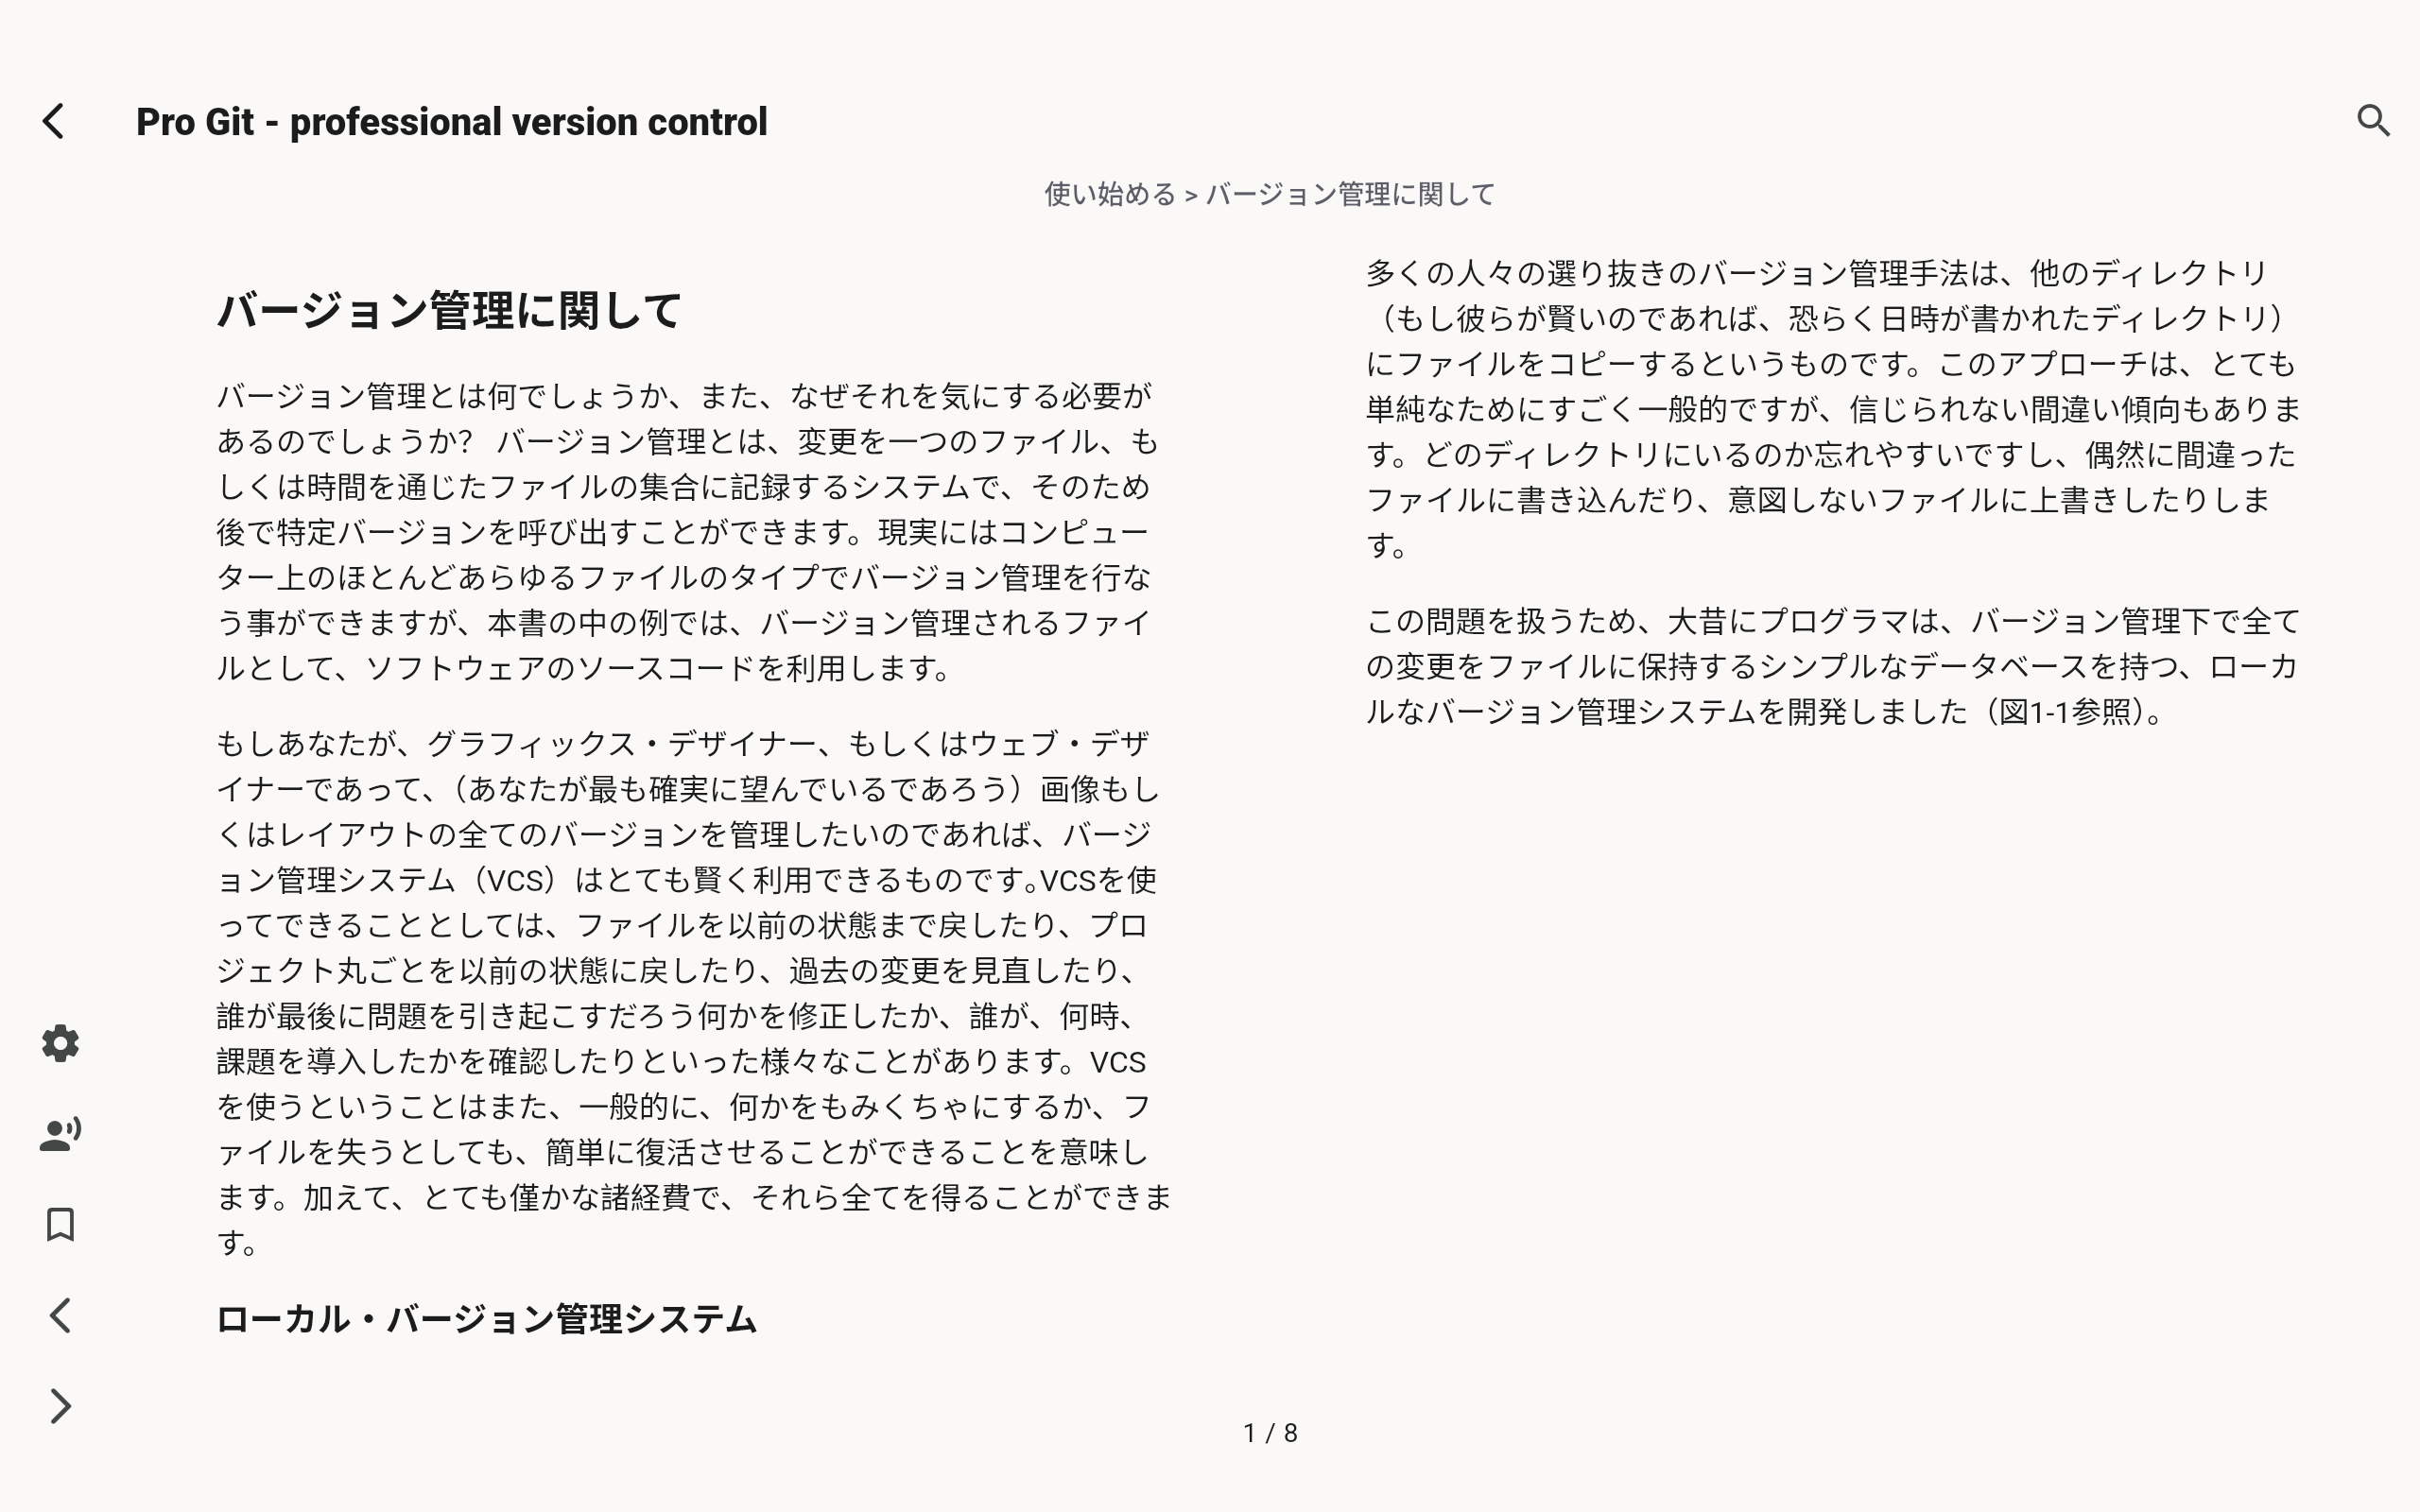 Pro Git - professional version control
使い始める > バージョン管理に関して
バージョン管理に関して
バージョン管理とは何でしょうか、また、なぜそれを気にする必要が
あるのでしょうか? バージョン管理とは、変更を一つのファイル、も
しくは時間を通じたファイルの集合に記録するシステムで、そのため
後で特定バージョンを呼び出すことができます。現実にはコンピュー
ター上のほとんどあらゆるファイルのタイプでバージョン管理を行な
う事ができますが、本書の中の例では、バージョン管理されるファイ
ルとして、ソフトウェアのソースコードを利用します。
もしあなたが、グラフィックス・デザイナー、もしくはウェブ・デザ
イナーであって、（あなたが最も確実に望んでいるであろう）画像もし
くはレイアウトの全てのバージョンを管理したいのであれば、バージ
ョン管理システム（VCS）はとても賢く利用できるものです。VCSを使
ってできることとしては、ファイルを以前の状態まで戻したり、プロ
ジェクト丸ごとを以前の状態に戻したり、過去の変更を見直したり、
誰が最後に問題を引き起こすだろう何かを修正したか、誰が、何時、
課題を導入したかを確認したりといった様々なことがあります。VCS
を使うということはまた、一般的に、何かをもみくちゃにするか、フ
ァイルを失うとしても、簡単に復活させることができることを意味し
ます。加えて、とても僅かな諸経費で、それら全てを得ることができま
す。
ローカル・バージョン管理システム
多くの人々の選り抜きのバージョン管理手法は、他のディレクトリ
（もし彼らが賢いのであれば、恐らく日時が書かれたディレクトリ）
にファイルをコピーするというものです。このアプローチは、とても
単純なためにすごく一般的ですが、信じられない間違い傾向もありま
す。どのディレクトリにいるのか忘れやすいですし、偶然に間違った
ファイルに書き込んだり、意図しないファイルに上書きしたりしま
す。
この問題を扱うため、大昔にプログラマは、バージョン管理下で全て
の変更をファイルに保持するシンプルなデータベースを持つ、ローカ
ルなバージョン管理システムを開発しました（図1-1参照）。
1 / 8